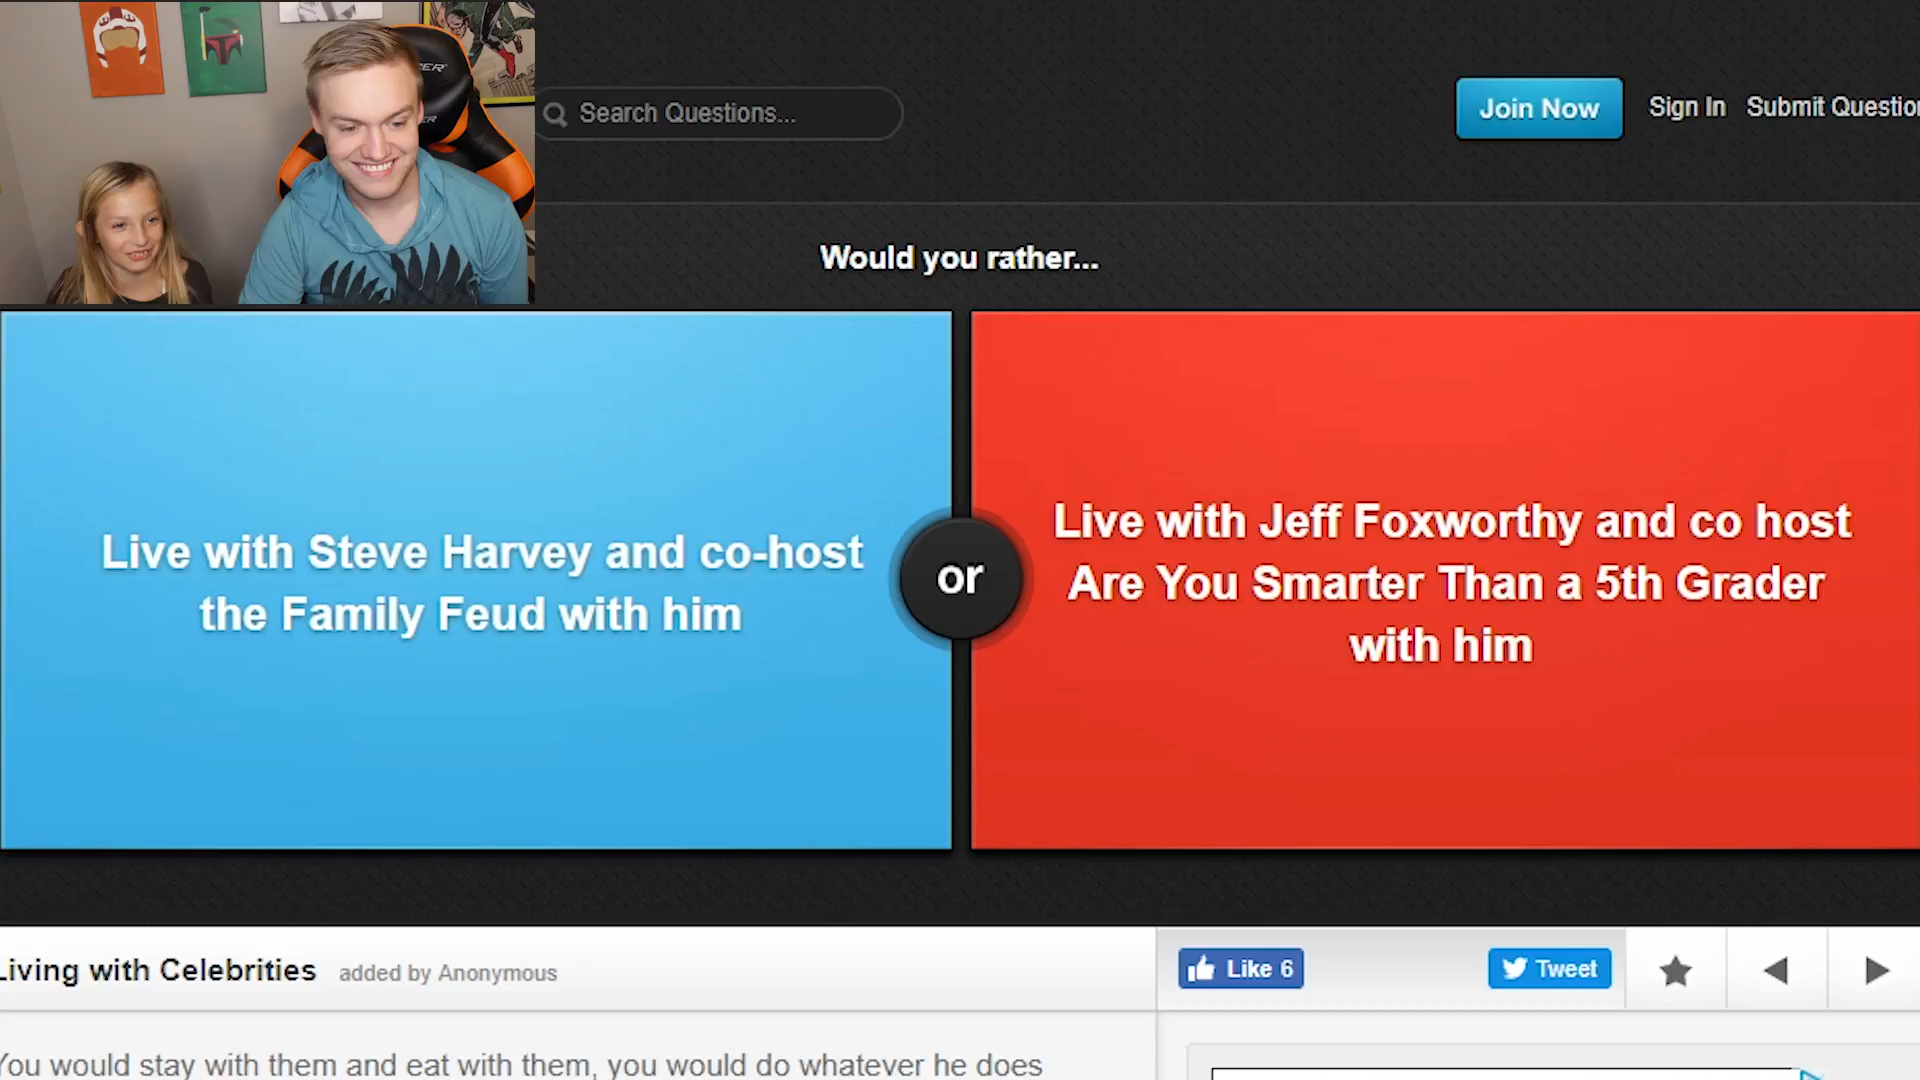 Search Questions...
Join Now
Sign In
Submit Question
Would you rather...
Live with Steve Harvey and co-host
the Family Feud with him
or
Live with Jeff Foxworthy and co host
Are You Smarter Than a 5th Grader
with him
Living with Celebrities
added by Anonymous
Like 6
Tweet
You would stay with them and eat with them, you would do whatever he does